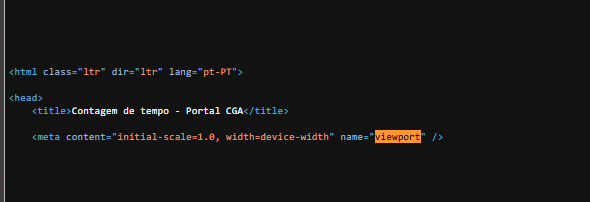 <html class="ltr" dir="ltr" lang="pt-PT">
<head>
<title>Contagem de tempo - Portal CGA</title>
<meta content="initial-scale=1.0, width=device-width" name="viewport" />